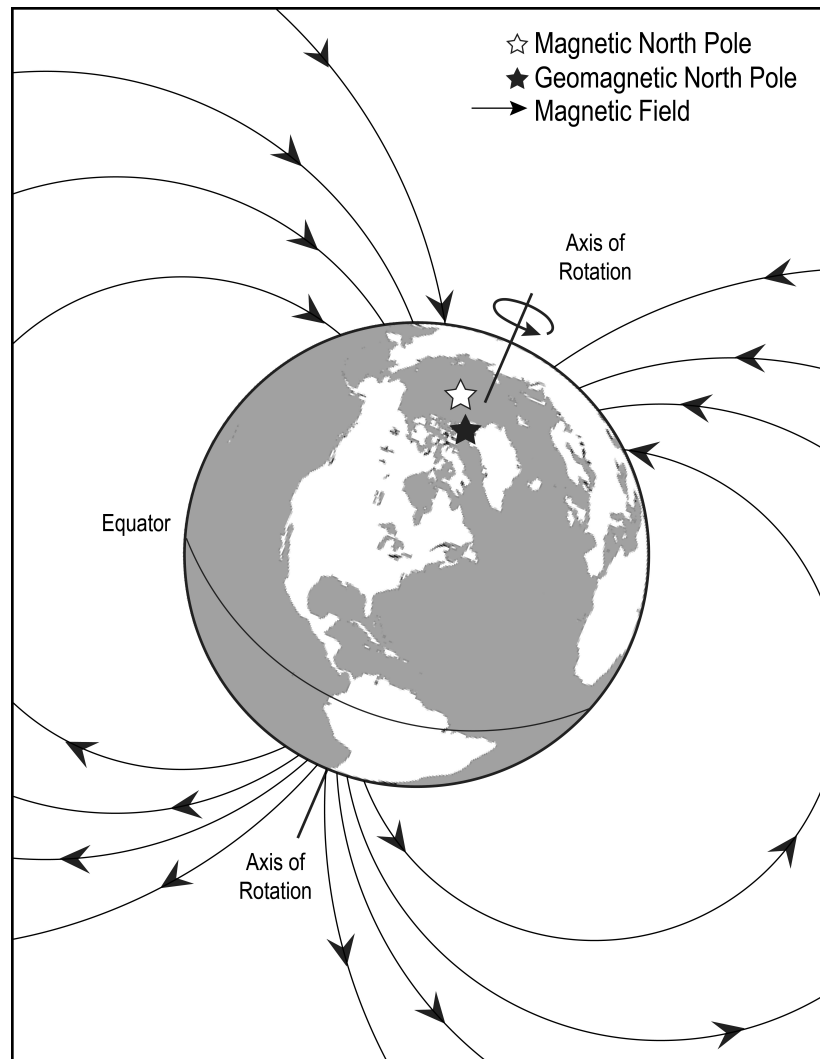 Magnetic North Pole
Geomagnetic North Pole
Magnetic Field
Axis of
Rotation
Equator
Axis of
Rotation